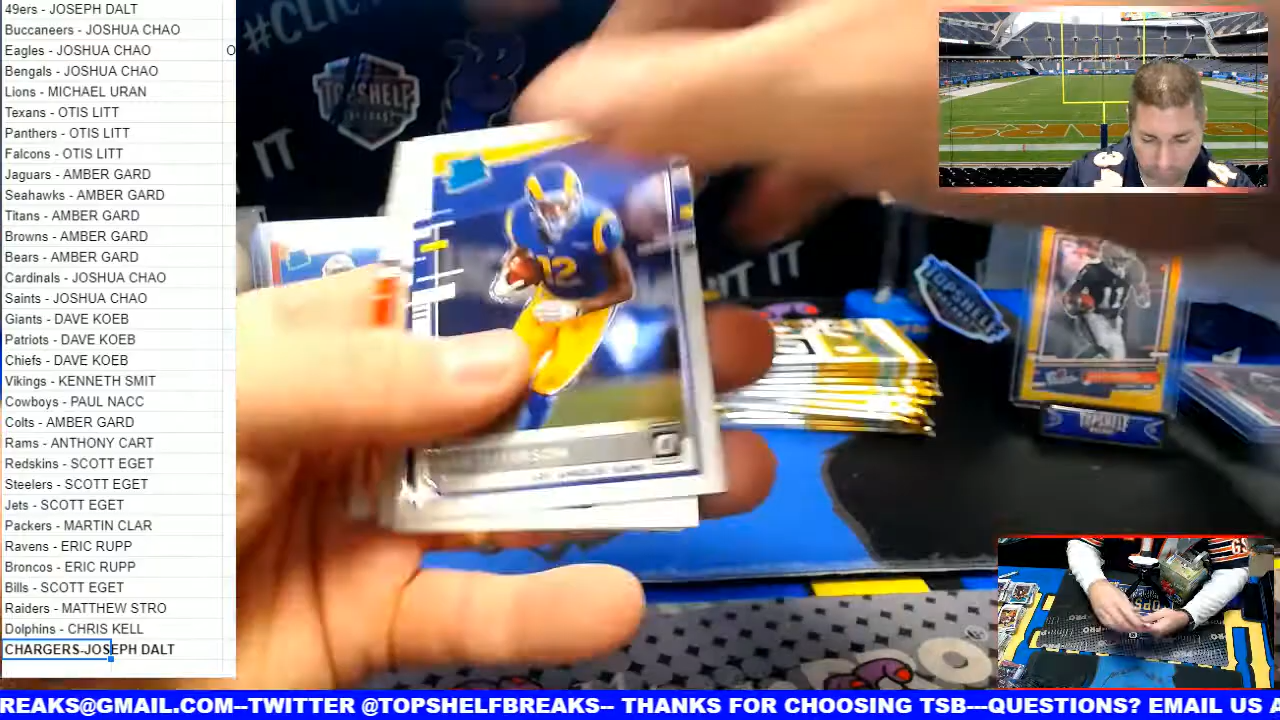 49ers - JOSEPH DALT
Buccaneers - JOSHUA CHAO
Eagles - JOSHUA CHAO
Bengals - JOSHUA CHAO
Lions - MICHAEL URAN
Texans - OTIS LITT
Panthers - OTIS LITT
Falcons - OTIS LITT
Jaguars - AMBER GARD
Seahawks - AMBER GARD
Titans - AMBER GARD
Browns - AMBER GARD
Bears - AMBER GARD
Cardinals - JOSHUA CHAO
Saints - JOSHUA CHAO
Giants - DAVE KOEB
Patriots - DAVE KOEB
Chiefs - DAVE KOEB
Vikings - KENNETH SMIT
Cowboys - PAUL NACC
Colts - AMBER GARD
Rams - ANTHONY CART
Redskins - SCOTT EGET
Steelers - SCOTT EGET
Jets - SCOTT EGET
Packers - MARTIN CLAR
Ravens - ERIC RUPP
Broncos - ERIC RUPP
Bills - SCOTT EGET
Raiders - MATTHEW STRO
Dolphins - CHRIS KELL
CHARGERS-JOSEPH DALT
TOPSHELF
IT
TOPSHELF
11
REAKS@GMAIL.COM--TWITTER @TOPSHELFBREAKS-- THANKS FOR CHOOSING TSB---QUESTIONS? EMAIL US A